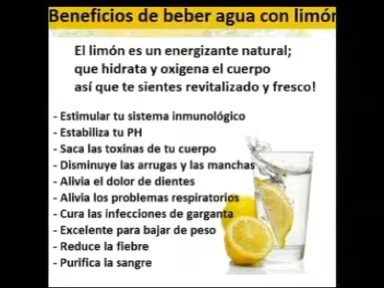 Beneficios de beber agua con limón
El limón es un energizante natural;
que hidrata y oxigena el cuerpo
así que te sientes revitalizado y fresco!
- Estimular tu sistema inmunológico
- Estabiliza tu PH
- Saca las toxinas de tu cuerpo
- Disminuye las arrugas y las manchas
- Alivia el dolor de dientes
- Alivia los problemas respiratorios
- Cura las infecciones de garganta
- Excelente para bajar de peso
- Reduce la fiebre
- Purifica la sangre